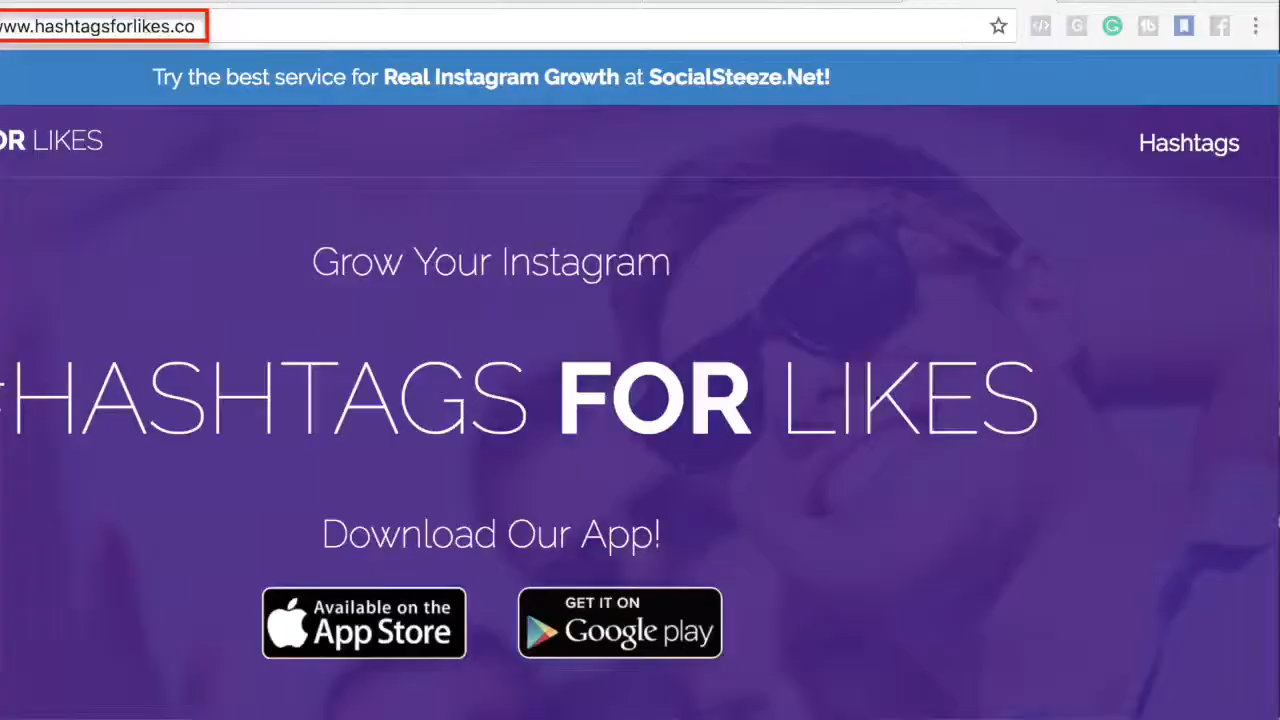 www.hashtagsforlikes.co
Try the best service for Real Instagram Growth at SocialSteeze.Net!
OR LIKES
Hashtags
Grow Your Instagram
#HASHTAGS FOR LIKES
Download Our App!
Available on the
App Store
GET IT ON
Google play